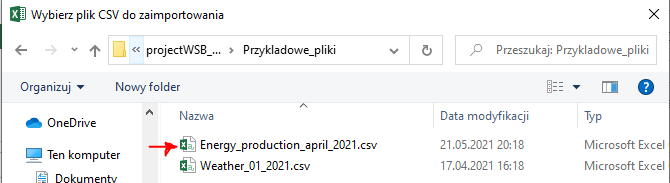 Wybierz plik CSV do zaimportowania
« projectWSB_... > Przykladowe_pliki
Przeszukaj: Przykladowe_pliki
Organizuj Nowy folder
Nazwa Data modyfikacji Typ
OneDrive
Energy_production_april_2021.csv 21.05.2021 20:18 Microsoft Excel
Ten komputer
Weather_01_2021.csv 17.04.2021 16:18 Microsoft Excel
Dokumenty